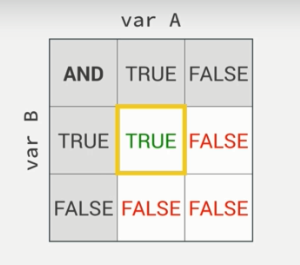 var A
var B
AND TRUE FALSE
TRUE TRUE FALSE
FALSE FALSE FALSE